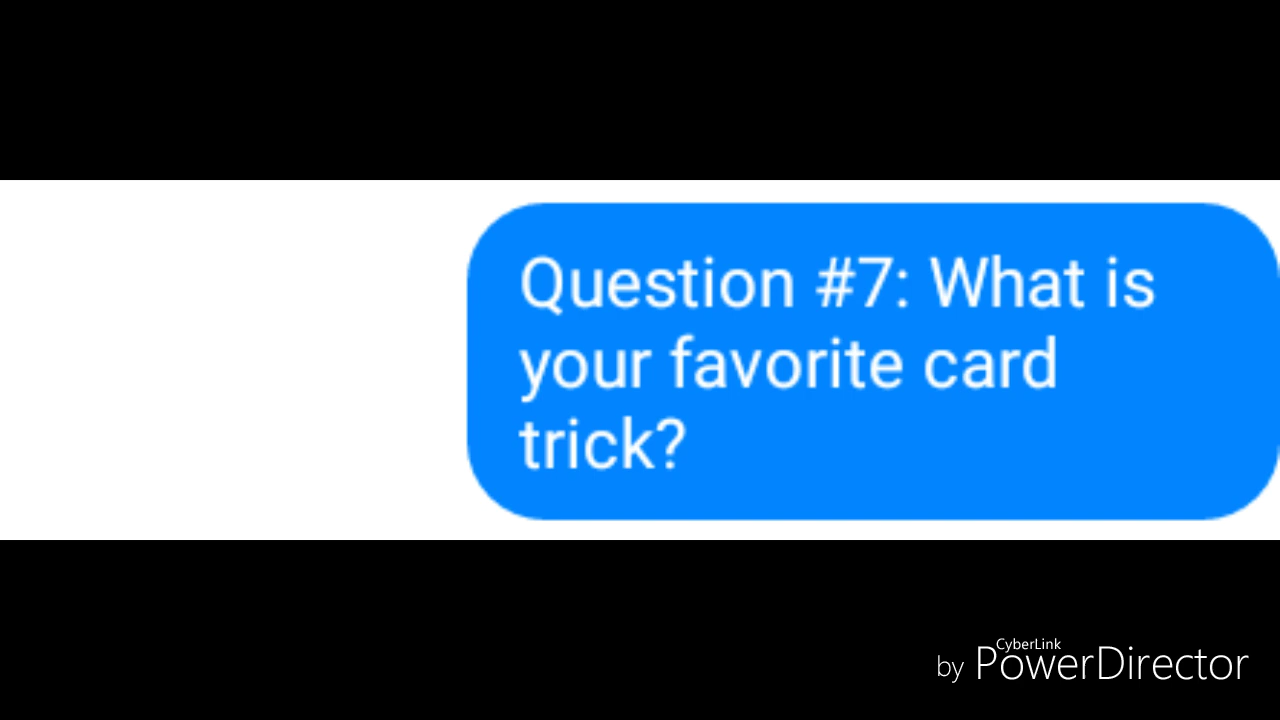 Question #7: What is
your favorite card
trick?
CyberLink
by PowerDirector